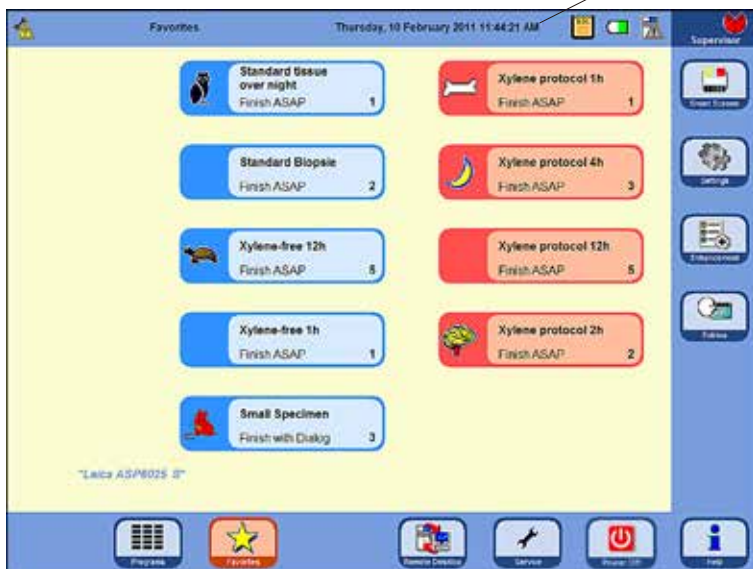 Favorites
Thursday, 10 February 2011 11:44:21 AM
Supervisor
Standard tissue
over night
Finish ASAP
1
Xylene protocol 1h
Finish ASAP
1
Smart Screen
Standard Biopsie
Finish ASAP
2
Xylene protocol 4h
Finish ASAP
3
Settings
Xylene-free 12h
Finish ASAP
5
Xylene protocol 12h
Finish ASAP
5
Xylene-free 1h
Finish ASAP
1
Xylene protocol 2h
Finish ASAP
2
Small Specimen
Finish with Dialog
3
"Leica ASP6025 S"
Programs
Favorites
Service
Power Off
Help